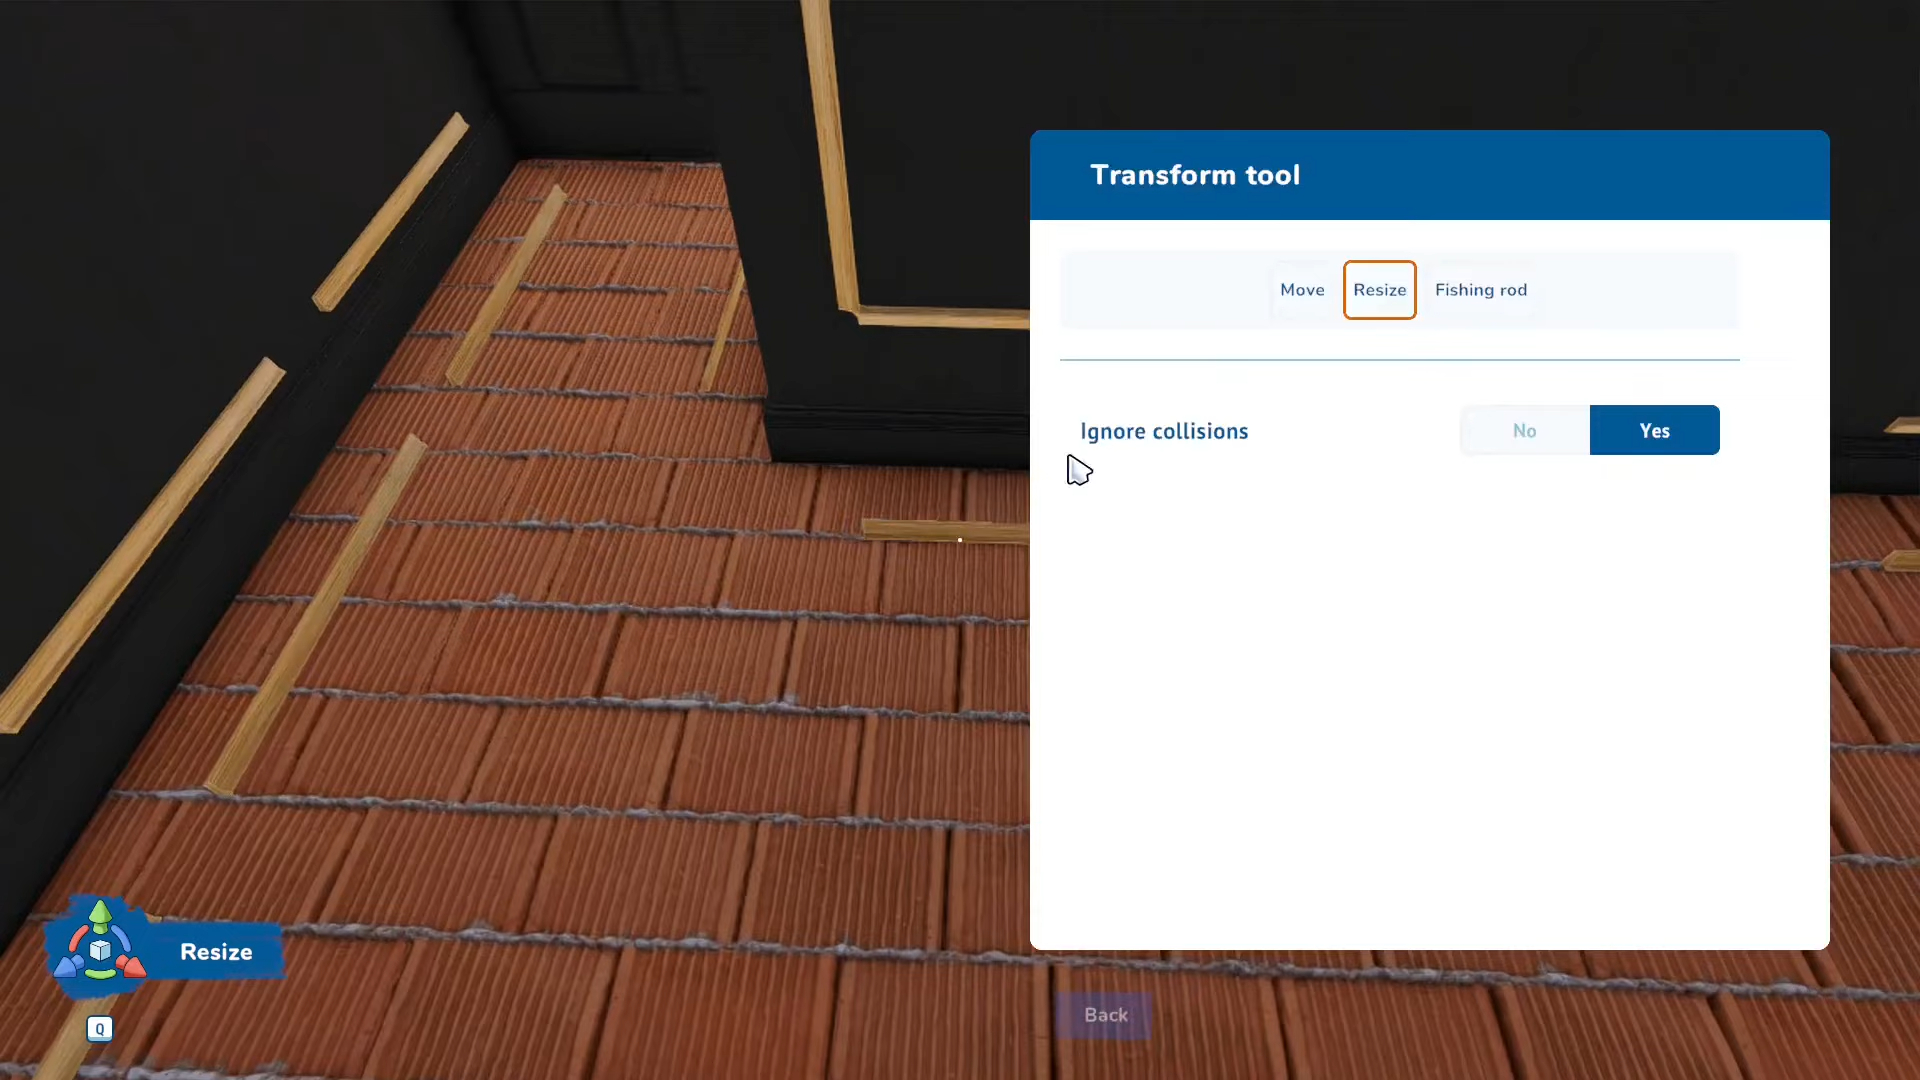 Transform tool
Move
Resize
Fishing rod
Ignore collisions
No
Yes
Resize
Back
Q